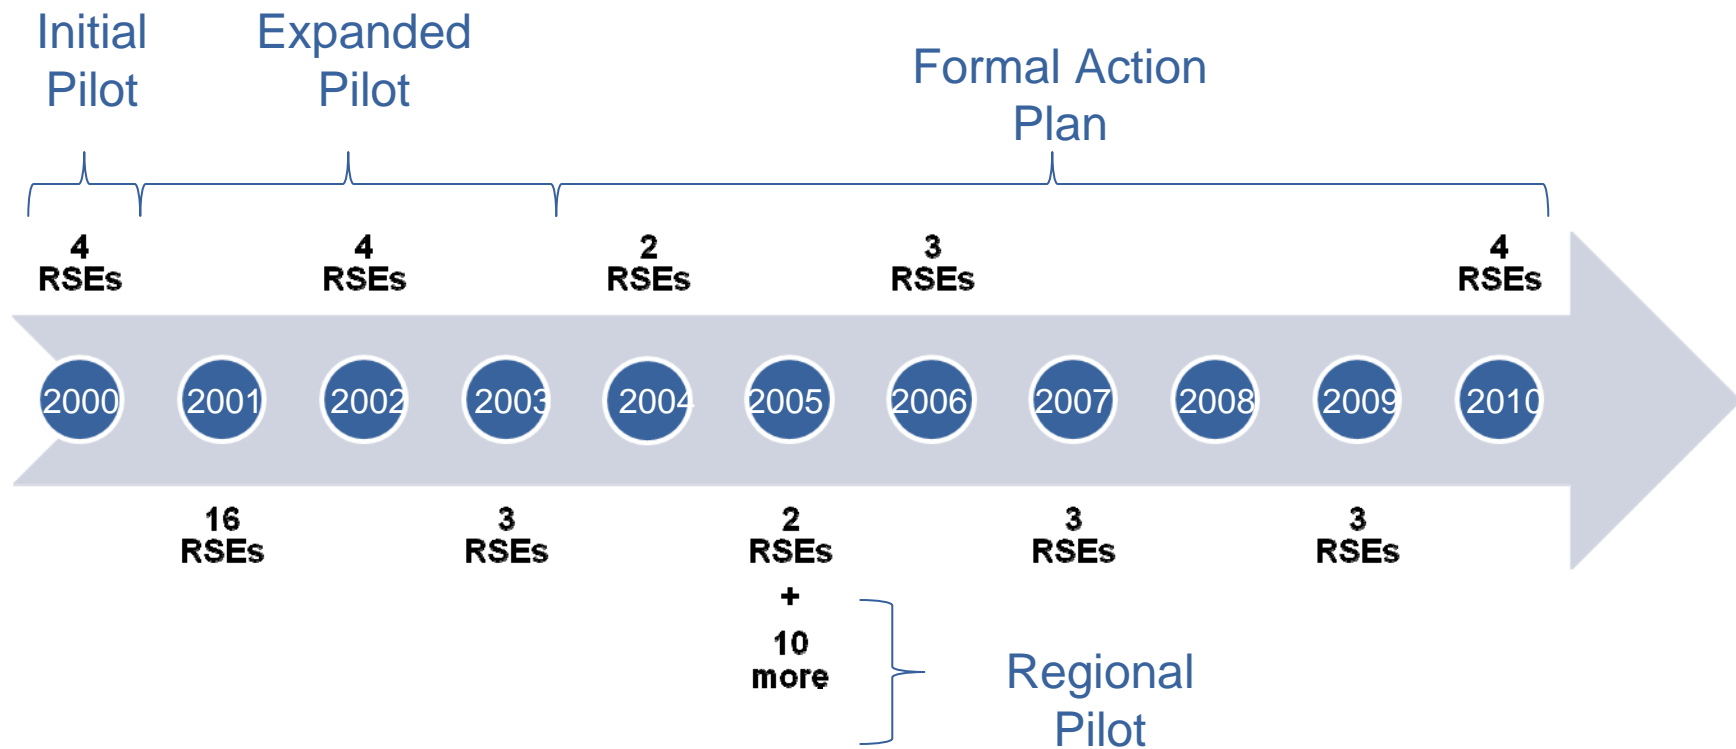 Initial
Pilot
Expanded
Pilot
Formal Action
Plan
4
RSEs
4
RSEs
2
RSEs
3
RSEs
4
RSEs
2000
2001
2002
2003
2004
2005
2006
2007
2008
2009
2010
16
RSEs
3
RSEs
2
RSEs
+
10
more
3
RSEs
3
RSEs
Regional
Pilot